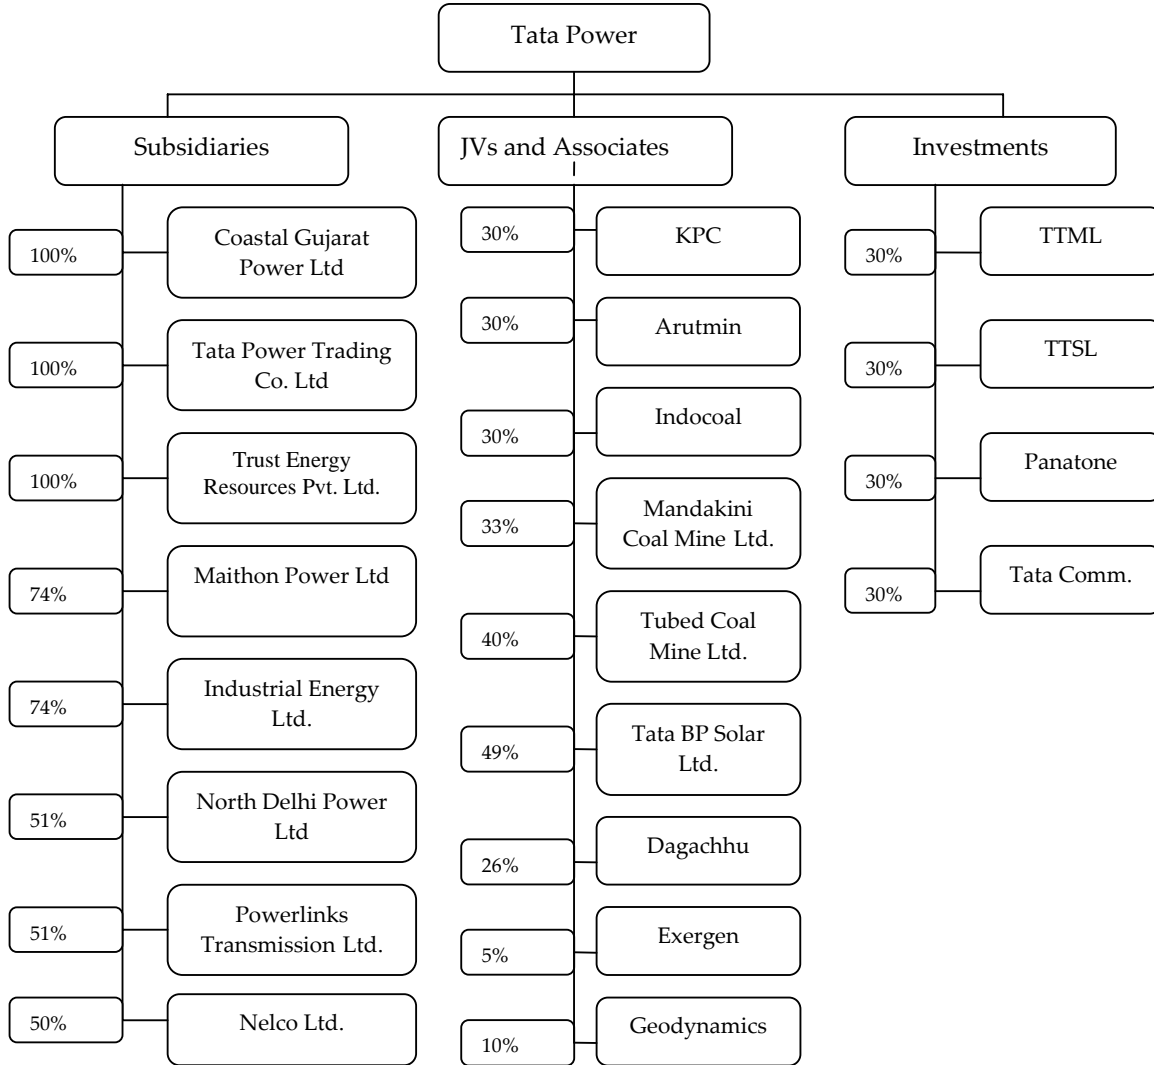 Tata Power
Subsidiaries
JVs and Associates
Investments
100%
Coastal Gujarat
Power Ltd
100%
Tata Power Trading
Co. Ltd
100%
Trust Energy
Resources Pvt. Ltd.
74%
Maithon Power Ltd
74%
Industrial Energy
Ltd.
51%
North Delhi Power
Ltd
51%
Powerlinks
Transmission Ltd.
50%
Nelco Ltd.
30%
KPC
30%
Arutmin
30%
Indocoal
33%
Mandakini
Coal Mine Ltd.
40%
Tubed Coal
Mine Ltd.
49%
Tata BP Solar
Ltd.
26%
Dagachhu
5%
Exergen
10%
Geodynamics
30%
TTML
30%
TTSL
30%
Panatone
30%
Tata Comm.